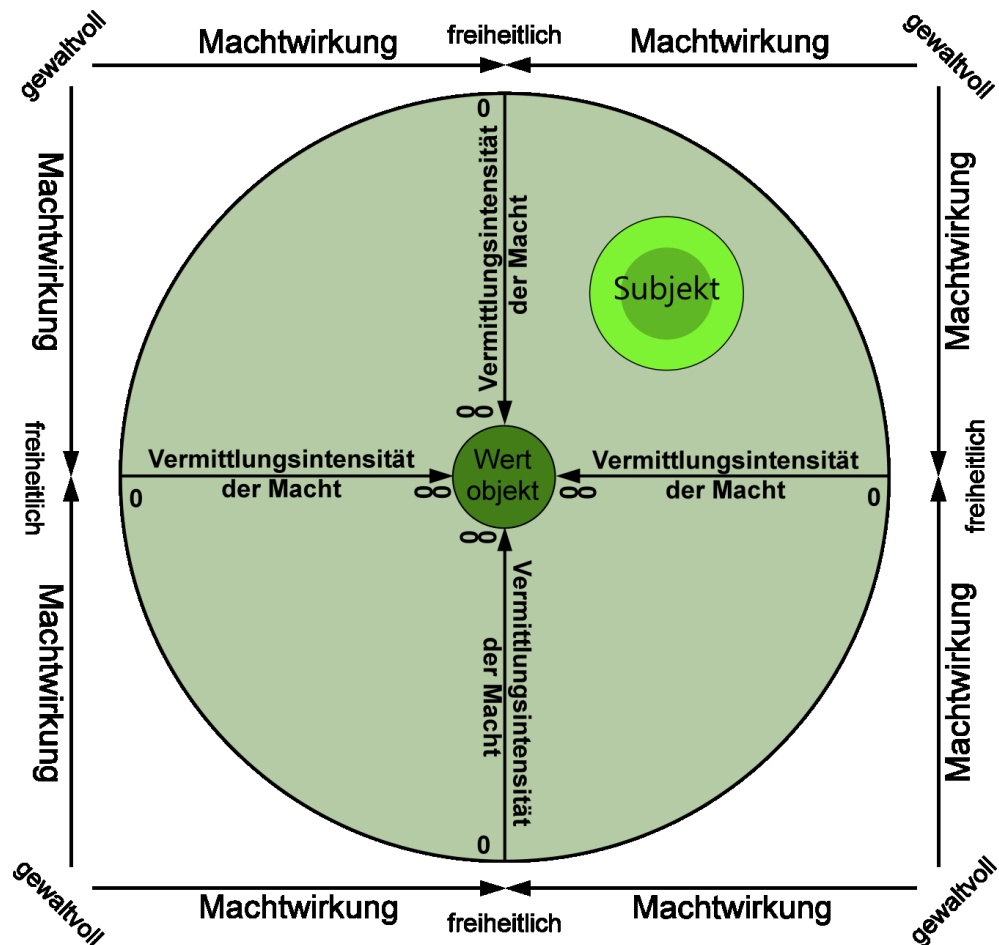 gewaltvoll
Machtwirkung
freiheitlich
Machtwirkung
gewaltvoll
0
Vermittlungsintensität
der Macht
∞
Machtwirkung
Subjekt
Machtwirkung
freiheitlich
Vermittlungsintensität
der Macht
0
∞
Wert
objekt
Vermittlungsintensität
der Macht
∞
0
freiheitlich
∞
Vermittlungsintensität
der Macht
0
Machtwirkung
Machtwirkung
gewaltvoll
Machtwirkung
freiheitlich
Machtwirkung
gewaltvoll